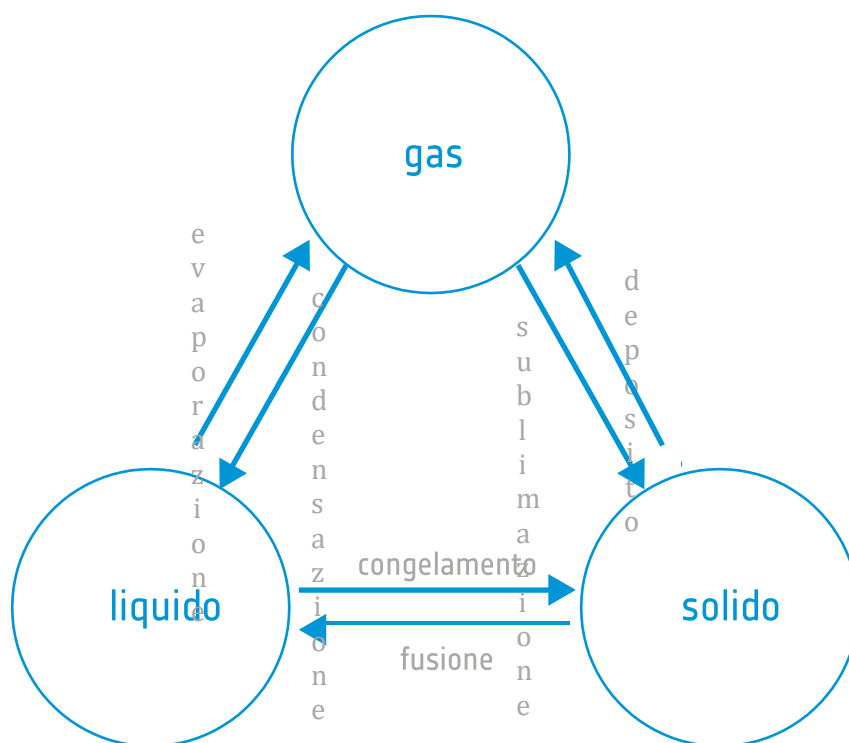 gas
evaporazione
condensazione
sublimazione
deposito
congelamento
liquido
solido
fusione